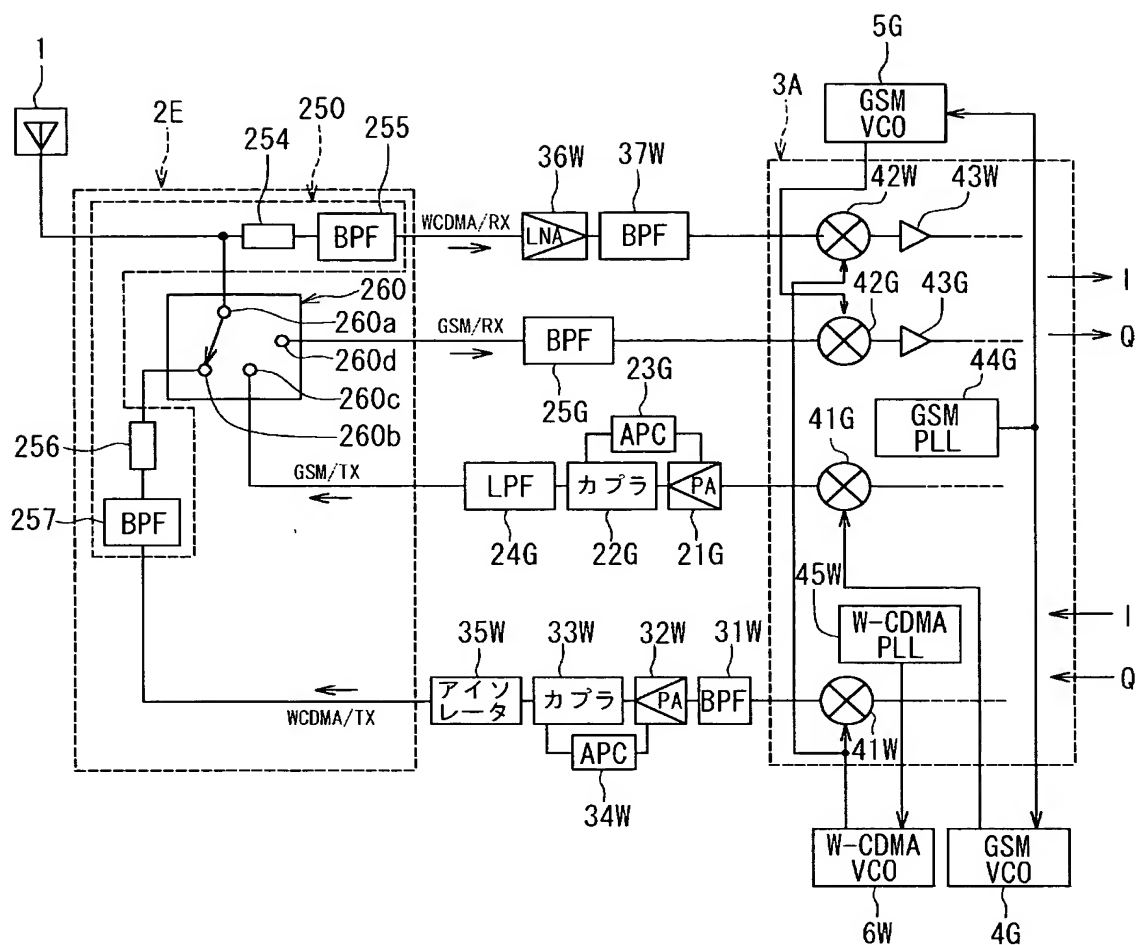 1
2E
250
254
255
BPF
WCDMA/RX
36W
LNA
37W
BPF
5G
GSM
VCO
3A
42W
43W
I
260
260a
260d
260c
260b
GSM/RX
BPF
25G
42G
43G
Q
44G
GSM
PLL
256
257
BPF
GSM/TX
LPF
24G
23G
APC
カプラ
22G
PA
21G
41G
45W
W-CDMA
PLL
I
Q
WCDMA/TX
35W
アイソ
レータ
33W
カプラ
32W
PA
31W
BPF
APC
34W
41W
W-CDMA
VCO
6W
GSM
VCO
4G